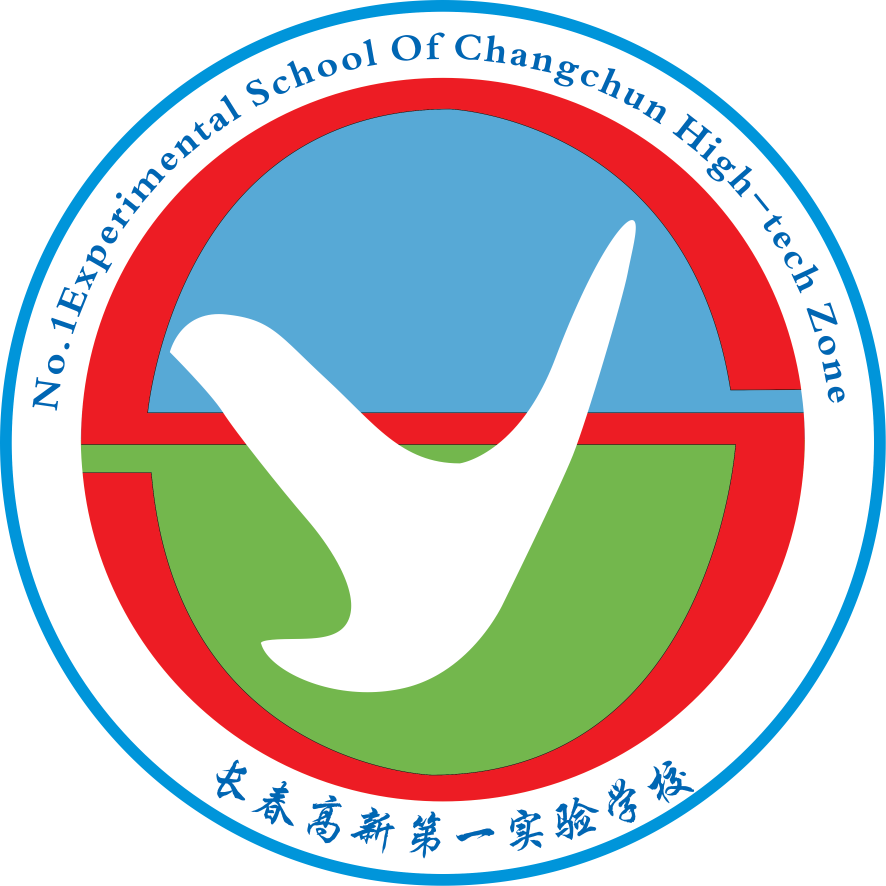 No.1Experimental School Of Changchun High-tech Zone
长春高新第一实验学校